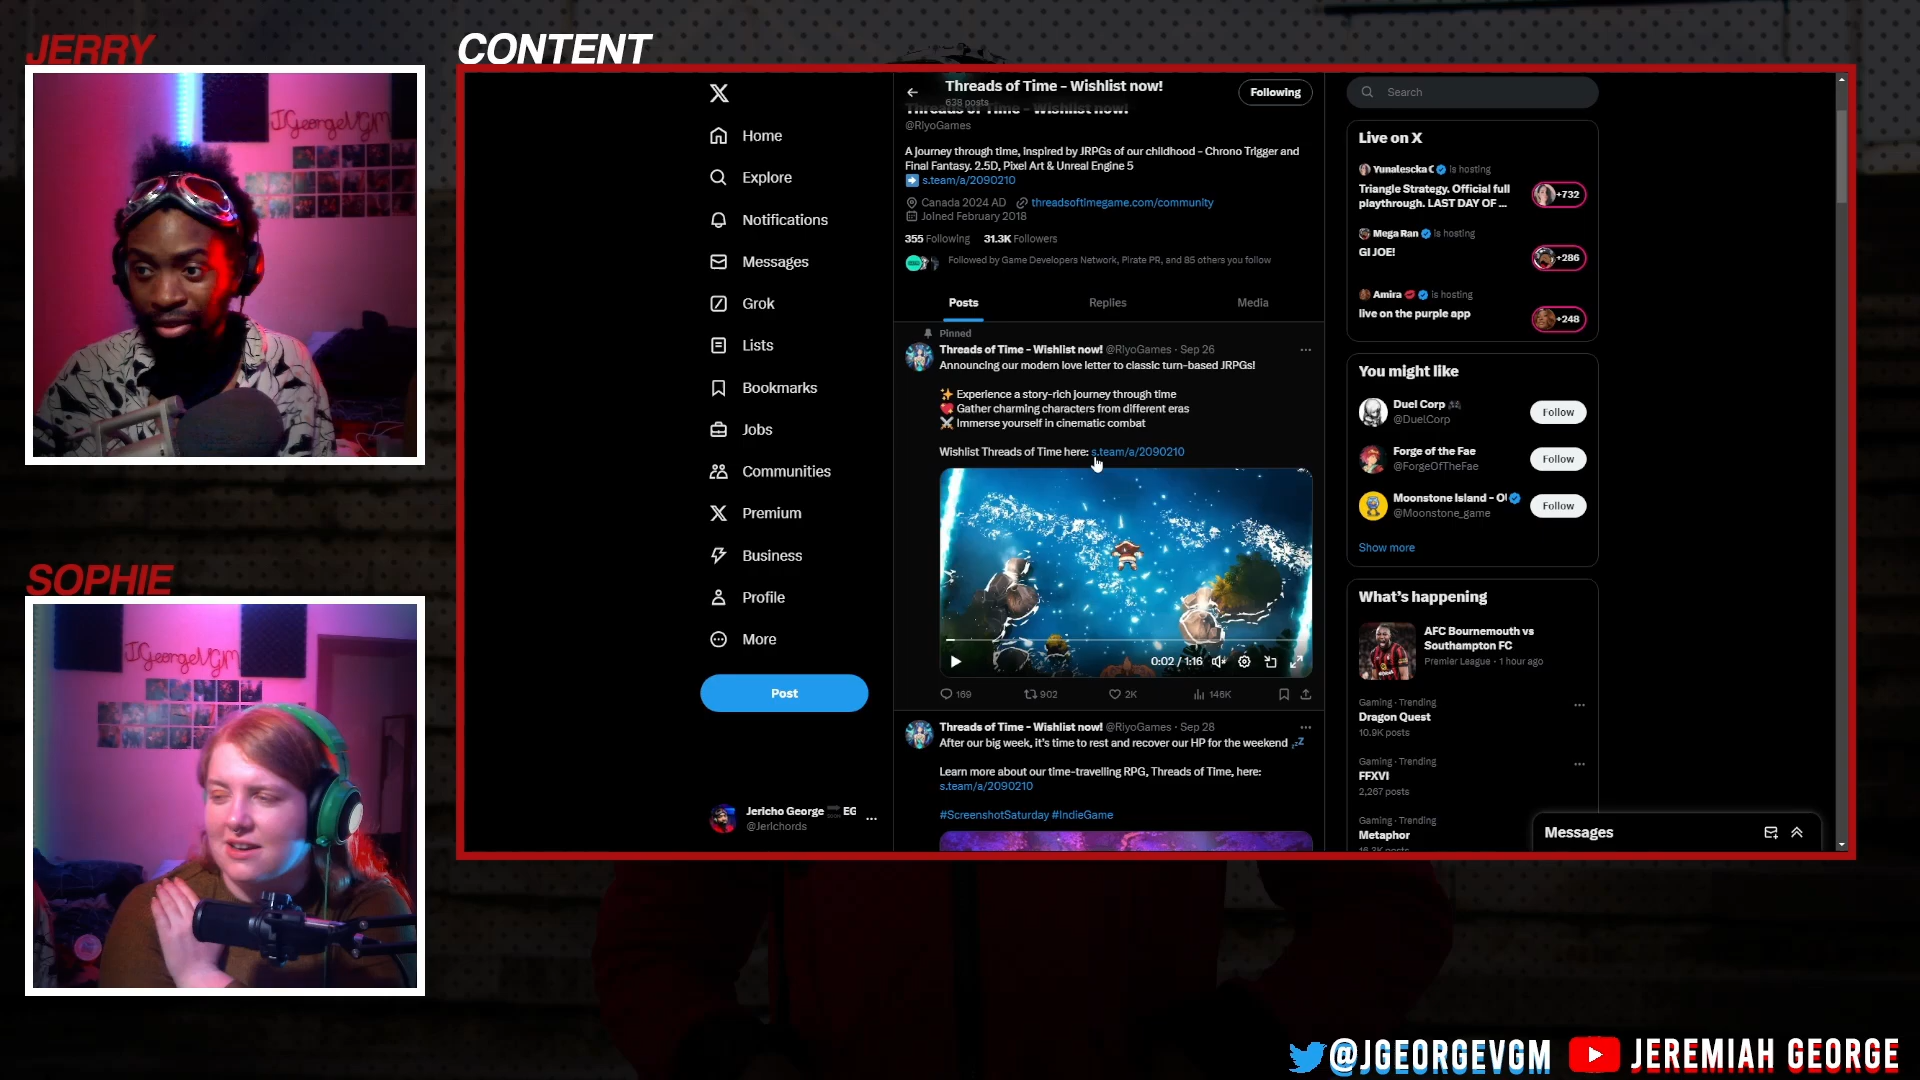 JERRY
CONTENT
JGeorgeVGM
SOPHIE
JGeorgeVGM
Home
Explore
Notifications
Messages
Grok
Lists
Bookmarks
Jobs
Communities
Premium
Business
Profile
More
Post
Jericho George
EG
@Jerichords
Threads of Time - Wishlist now!
638 posts
Following
Threads of Time - Wishlist now!
@RiyoGames
A journey through time, inspired by JRPGs of our childhood - Chrono Trigger and
Final Fantasy. 2.5D, Pixel Art & Unreal Engine 5
s.team/a/2090210
Canada 2024 AD threadsoftimegame.com/community
Joined February 2018
355 Following 31.3K Followers
Followed by Game Developers Network, Pirate PR, and 85 others you follow
Posts Replies Media
Pinned
Threads of Time - Wishlist now! @RiyoGames · Sep 26
Announcing our modern love letter to classic turn-based JRPGs!
Experience a story-rich journey through time
Gather charming characters from different eras
Immerse yourself in cinematic combat
Wishlist Threads of Time here: s.team/a/2090210
0:02 / 1:16
169 902 2K 146K
Threads of Time - Wishlist now! @RiyoGames · Sep 28
After our big week, it's time to rest and recover our HP for the weekend
Learn more about our time-travelling RPG, Threads of Time, here:
s.team/a/2090210
#ScreenshotSaturday #IndieGame
Search
Live on X
Yunalescka is hosting
Triangle Strategy. Official full
playthrough. LAST DAY OF ...
+732
Mega Ran is hosting
GI JOE!
+286
Amira is hosting
live on the purple app
+248
You might like
Duel Corp
@DuelCorp
Follow
Forge of the Fae
@ForgeOfTheFae
Follow
Moonstone Island - O
@Moonstone_game
Follow
Show more
What's happening
AFC Bournemouth vs
Southampton FC
Premier League · 1 hour ago
Gaming · Trending
Dragon Quest
10.9K posts
Gaming · Trending
FFXVI
2,267 posts
Gaming · Trending
Metaphor
Messages
@JGEORGEVGM
JEREMIAH GEORGE